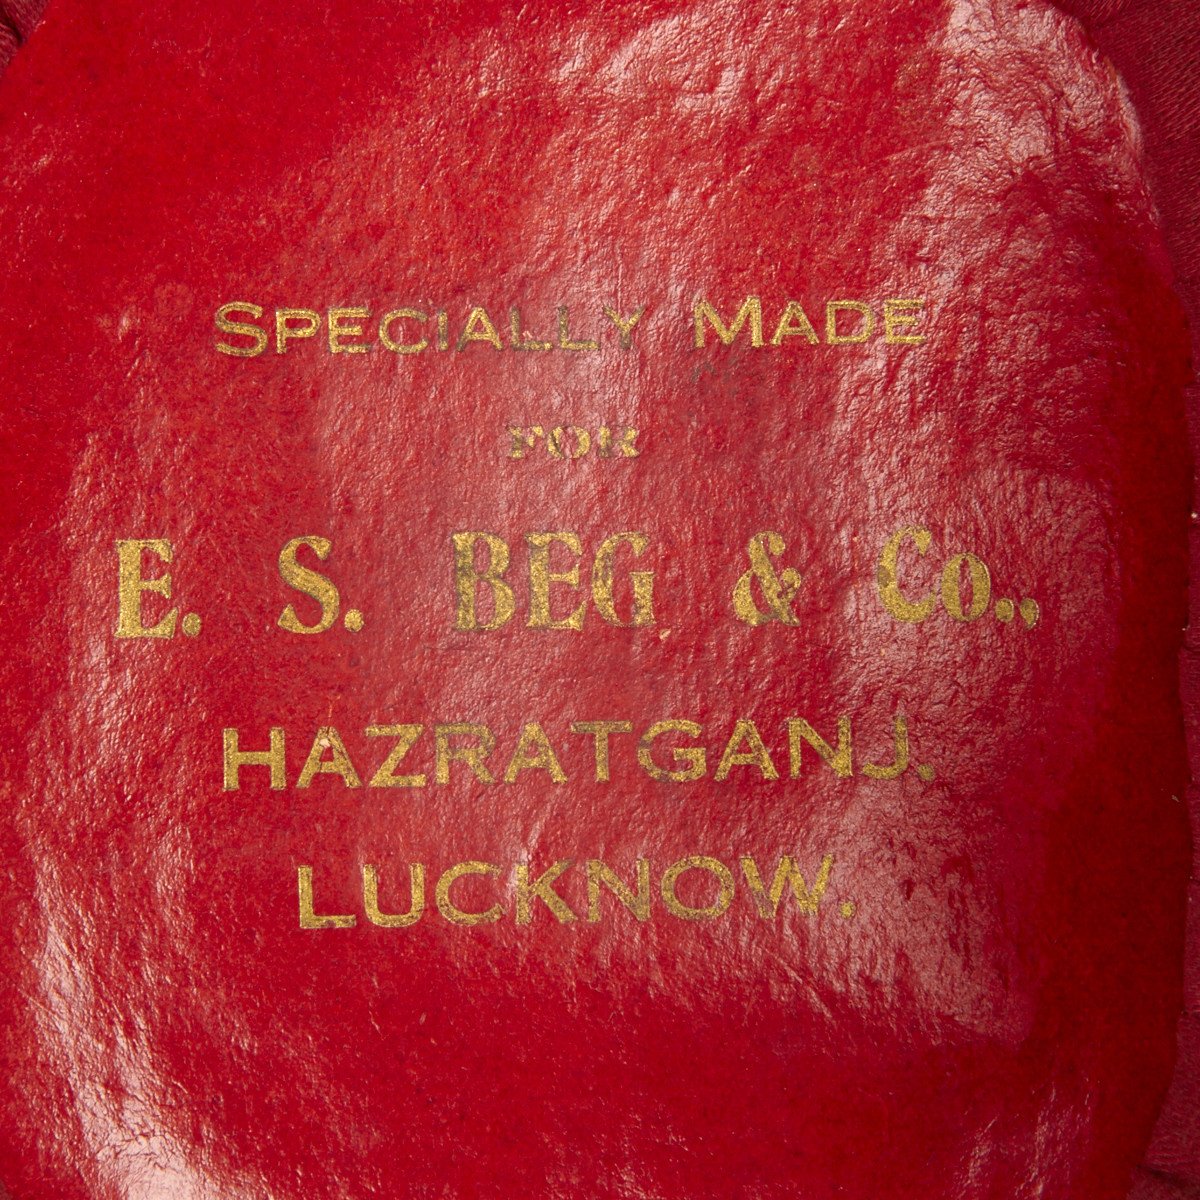 SPECIALLY MADE
FOR
E. S. BEG & Co.,
HAZRATGANJ.
LUCKNOW.